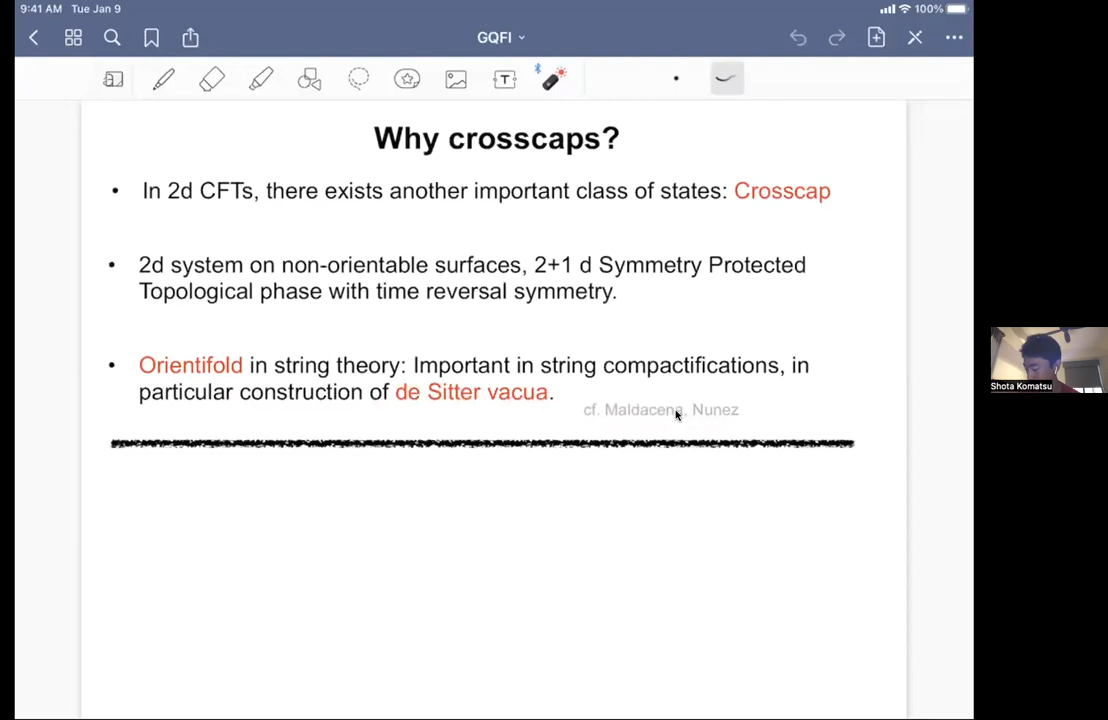 9:41 AM Tue Jan 9
100%
GQFI
T
Why crosscaps?
• In 2d CFTs, there exists another important class of states: Crosscap
• 2d system on non-orientable surfaces, 2+1 d Symmetry Protected
Topological phase with time reversal symmetry.
• Orientifold in string theory: Important in string compactifications, in
particular construction of de Sitter vacua.
cf. Maldacena, Nunez
Shota Komatsu